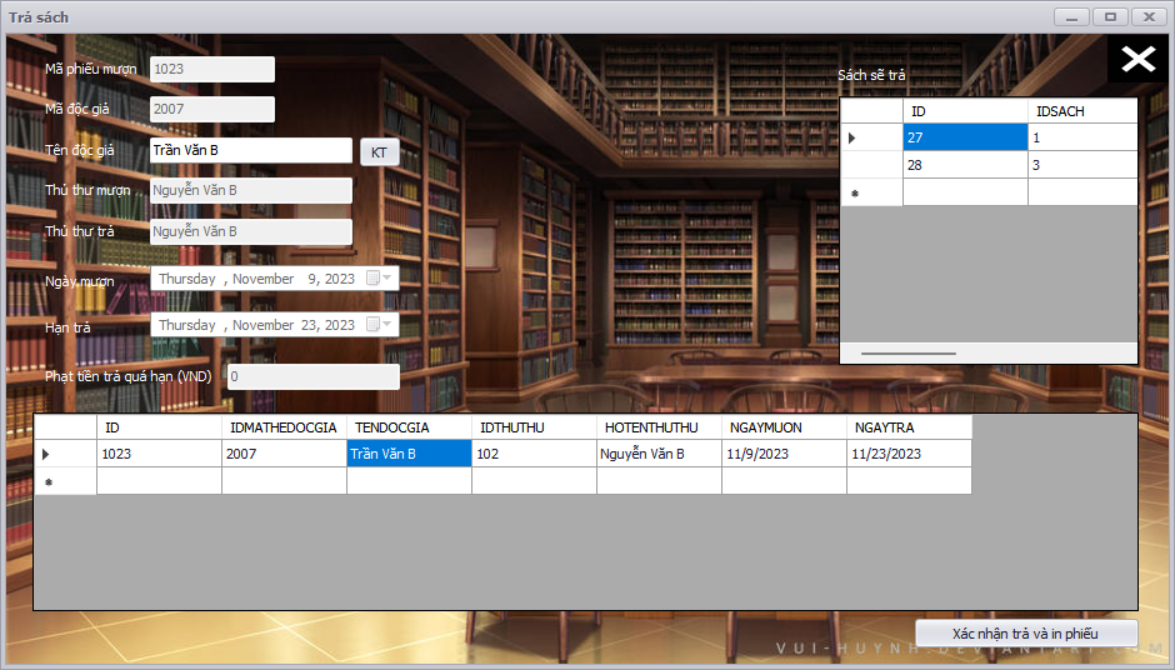 Trả sách
Mã phiếu mượn 1023
Mã độc giả 2007
Tên độc giả Trần Văn B KT
Thủ thư mượn Nguyễn Văn B
Thủ thư trả Nguyễn Văn B
Ngày mượn Thursday , November 9, 2023
Hạn trả Thursday , November 23, 2023
Phạt tiền trả quá hạn (VND) 0
Sách sẽ trả
ID IDSACH
27 1
28 3
ID IDMATHEDOCGIA TENDOCGIA IDTHUTHU HOTENTHUTHU NGAYMUON NGAYTRA
1023 2007 Trần Văn B 102 Nguyễn Văn B 11/9/2023 11/23/2023
Xác nhận trả và in phiếu
VUI-HUYNH.DEVIANTART.COM